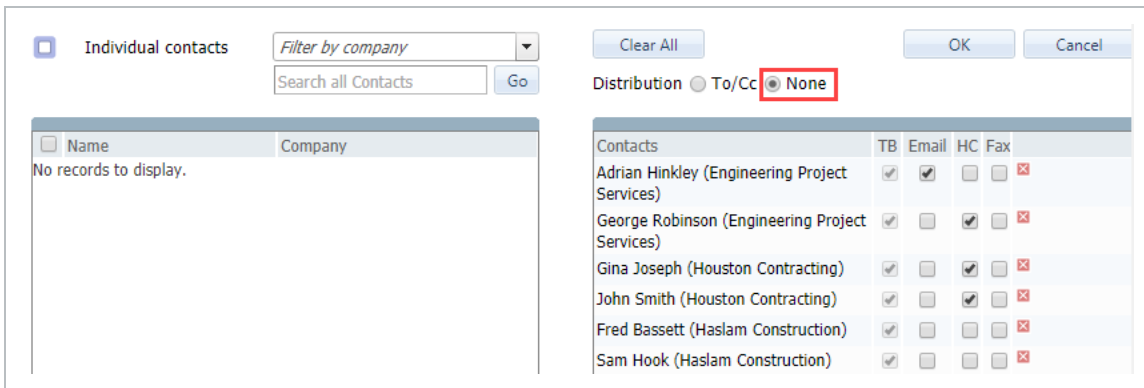 Individual contacts
Filter by company
Search all Contacts
Go
Name Company
No records to display.
Clear All
OK
Cancel
Distribution To/Cc None
Contacts TB Email HC Fax
Adrian Hinkley (Engineering Project
Services)
George Robinson (Engineering Project
Services)
Gina Joseph (Houston Contracting)
John Smith (Houston Contracting)
Fred Bassett (Haslam Construction)
Sam Hook (Haslam Construction)